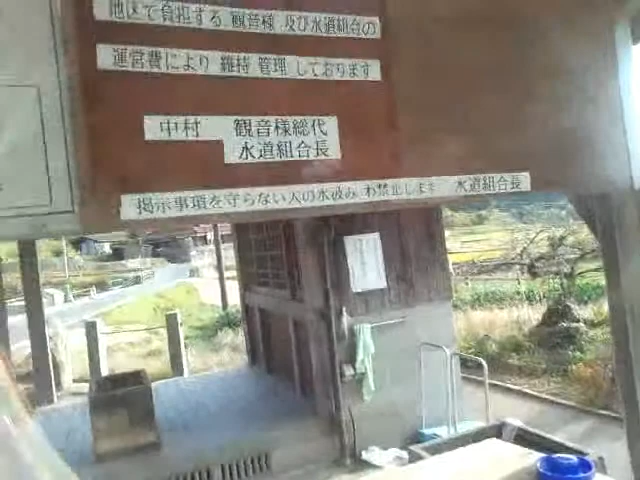 地区で負担する 観音様 及び水道組合の
運営費により 維持 管理 しております
中村 観音様総代
水道組合長
掲示事項を守らない人の水汲み わ禁止します 水道組合長